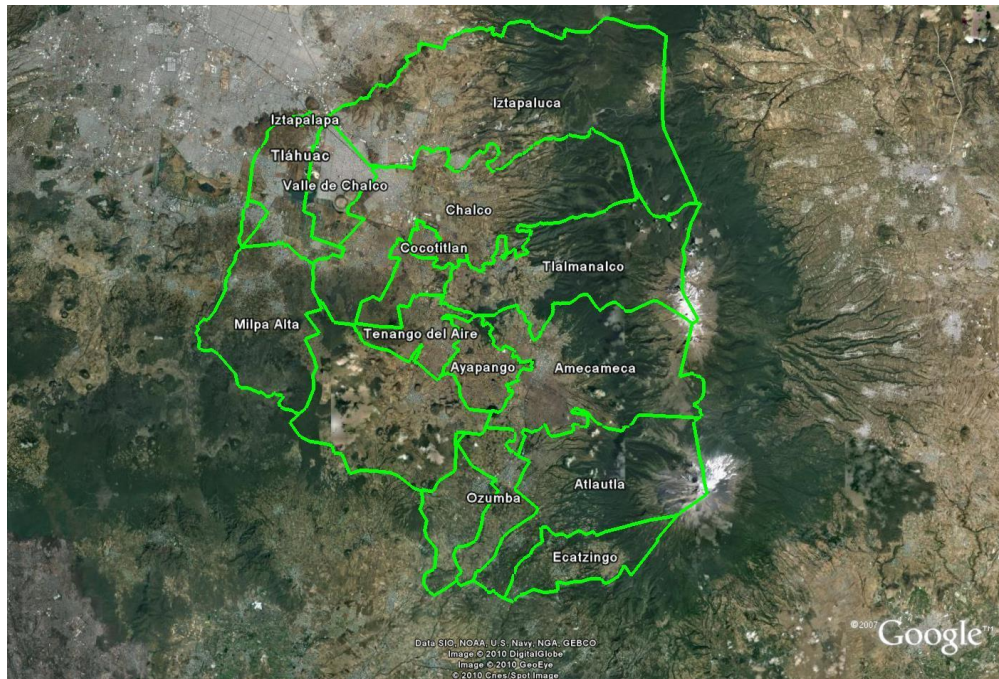 Iztapaluca
Iztapalapa
Tláhuac
Valle de Chalco
Chalco
Cocotitlan
Tlalmanalco
Milpa Alta
Tenango del Aire
Ayapango
Amecameca
Atlautla
Ozumba
Ecatzingo
©2007 Google™
Data SIO, NOAA, U.S. Navy, NGA, GEBCO
Image © 2010 DigitalGlobe
Image © 2010 GeoEye
© 2010 Cnes/Spot Image